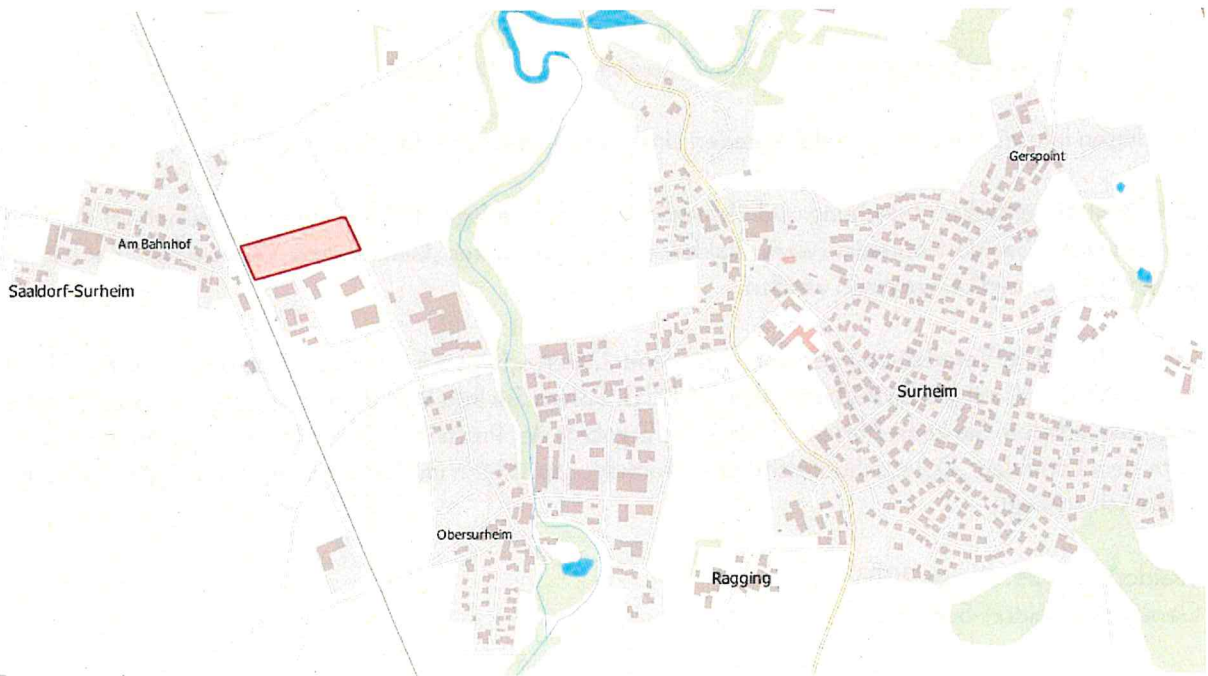 Gerspoint
Am Bahnhof
Saaldorf-Surheim
Surheim
Obersurheim
Ragging